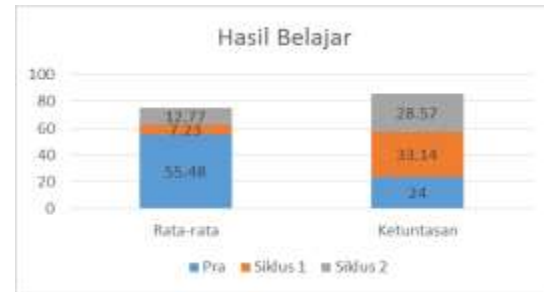 Hasil Belajar
100
80
60
40
20
0
12.77
7.23
55.48
28.57
33.14
24
Rata-rata
Ketuntasan
Pra
Siklus 1
Siklus 2